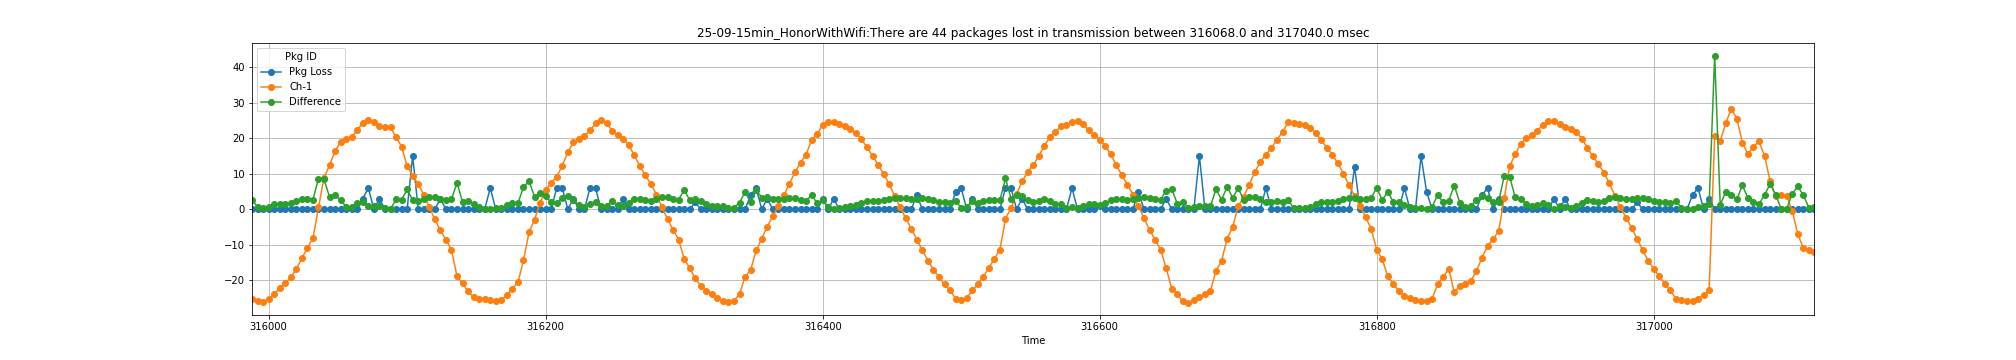 25-09-15min_HonorWithWifi:There are 44 packages lost in transmission between 316068.0 and 317040.0 msec
Pkg ID
Pkg Loss
Ch-1
Difference
40
30
20
10
0
−10
−20
316000 316200 316400 316600 316800 317000
Time